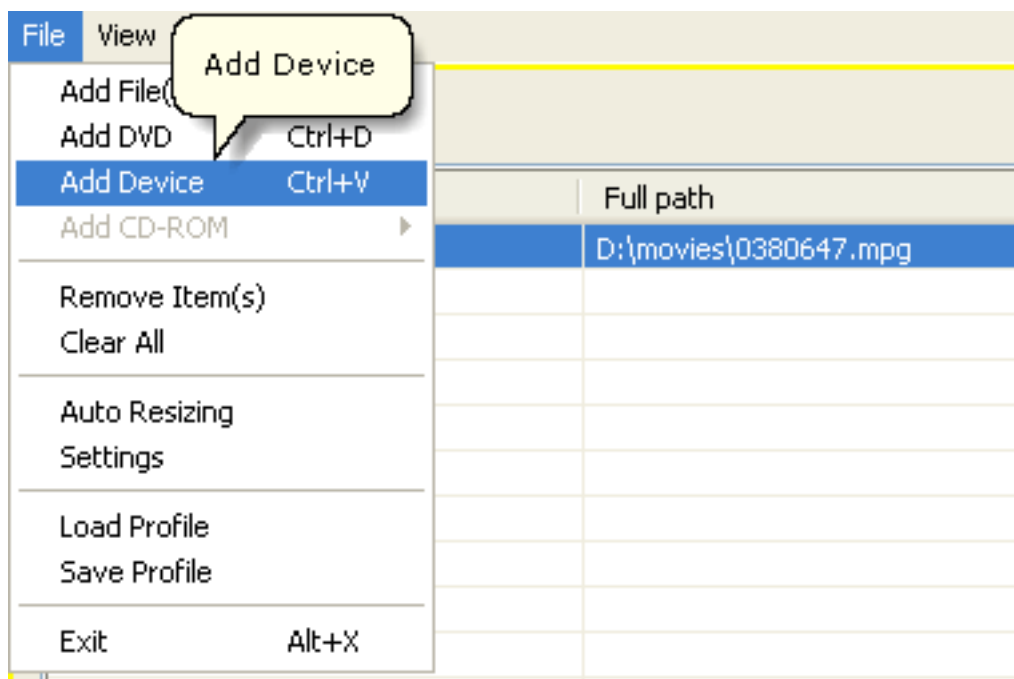 File View
Add Device
Add File(
Add DVD Ctrl+D
Add Device Ctrl+V
Add CD-ROM
Remove Item(s)
Clear All
Auto Resizing
Settings
Load Profile
Save Profile
Exit Alt+X
Full path
D:\movies\0380647.mpg